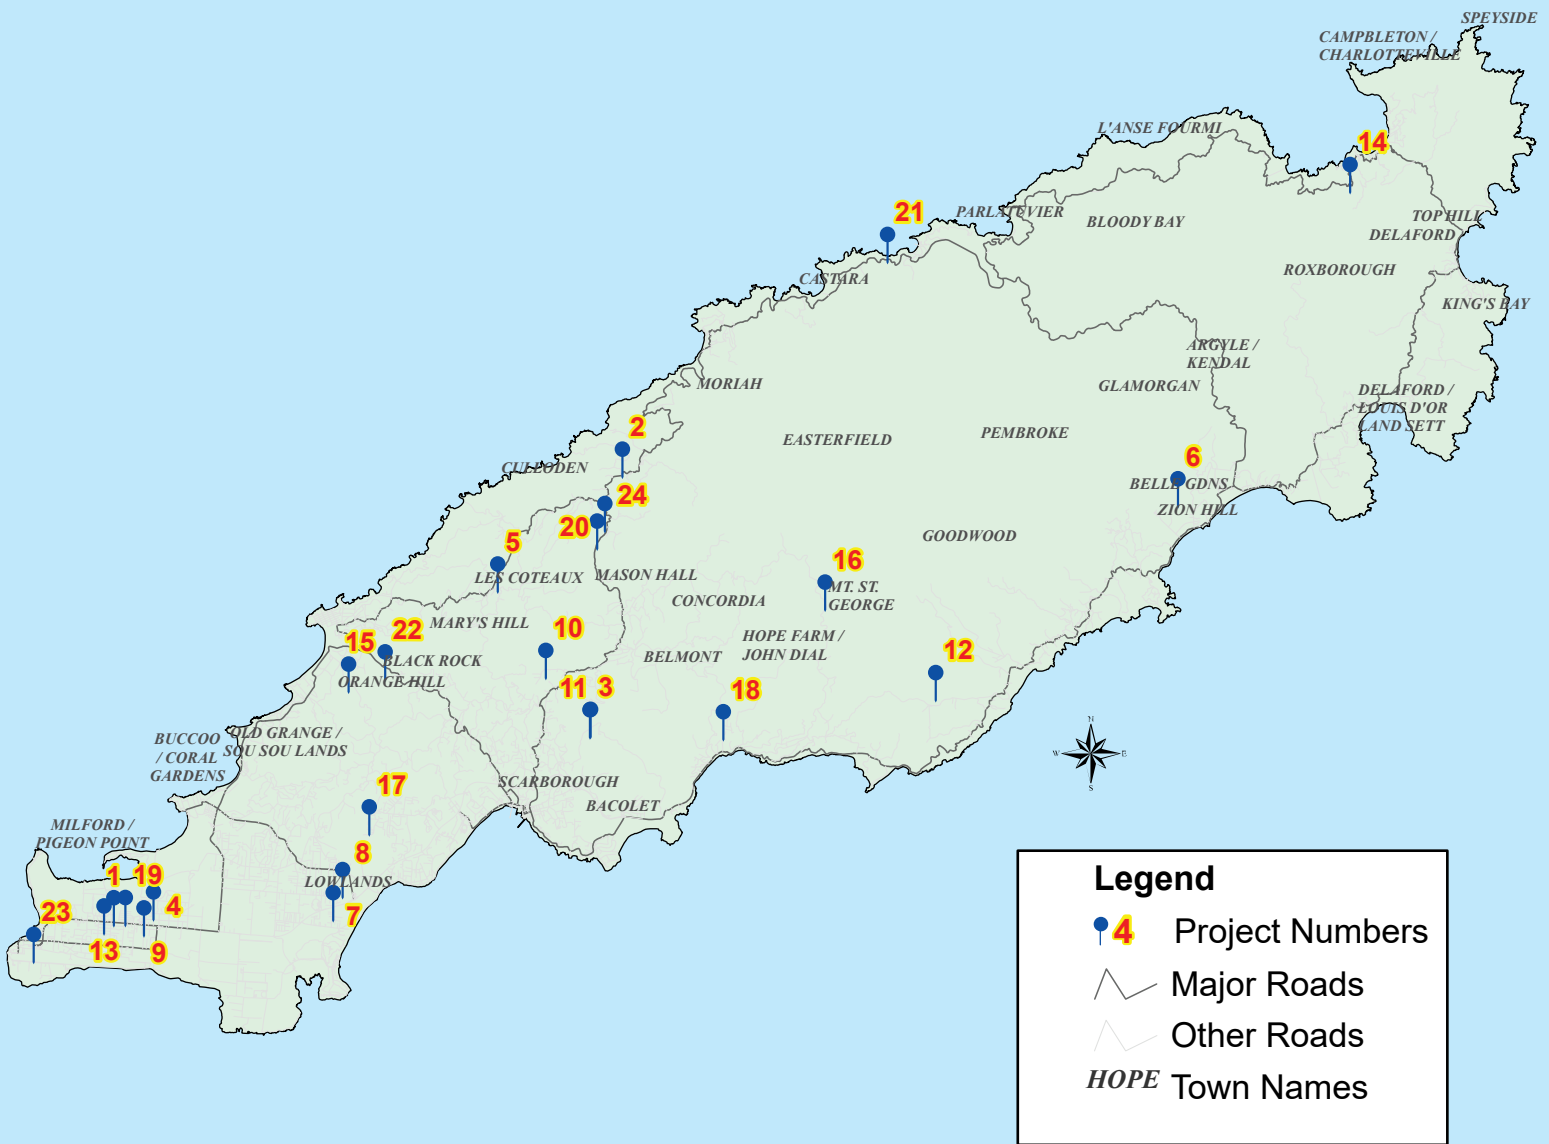 SPEYSIDE
CAMPBLETON /
CHARLOTTEVILLE
L'ANSE FOURMI
14
21
PARLATUVIER
BLOODY BAY
TOP HILL
DELAFORD
CASTARA
ROXBOROUGH
KING'S BAY
ARGYLE /
KENDAL
MORIAH
GLAMORGAN
DELAFORD /
LOUIS D'OR
LAND SETT
2
EASTERFIELD
PEMBROKE
CULLODEN
6
BELLE GDNS
24
ZION HILL
20
5
GOODWOOD
16
LES COTEAUX
MASON HALL
MT. ST.
GEORGE
CONCORDIA
MARY'S HILL
22
15
10
HOPE FARM /
JOHN DIAL
12
BLACK ROCK
BELMONT
ORANGE HILL
11
3
18
N
W
E
S
BUCCOO
/ CORAL
GARDENS
OLD GRANGE /
SOU SOU LANDS
SCARBOROUGH
17
BACOLET
MILFORD /
PIGEON POINT
8
1
19
LOWLANDS
23
4
7
13
9
Legend
4 Project Numbers
Major Roads
Other Roads
HOPE Town Names